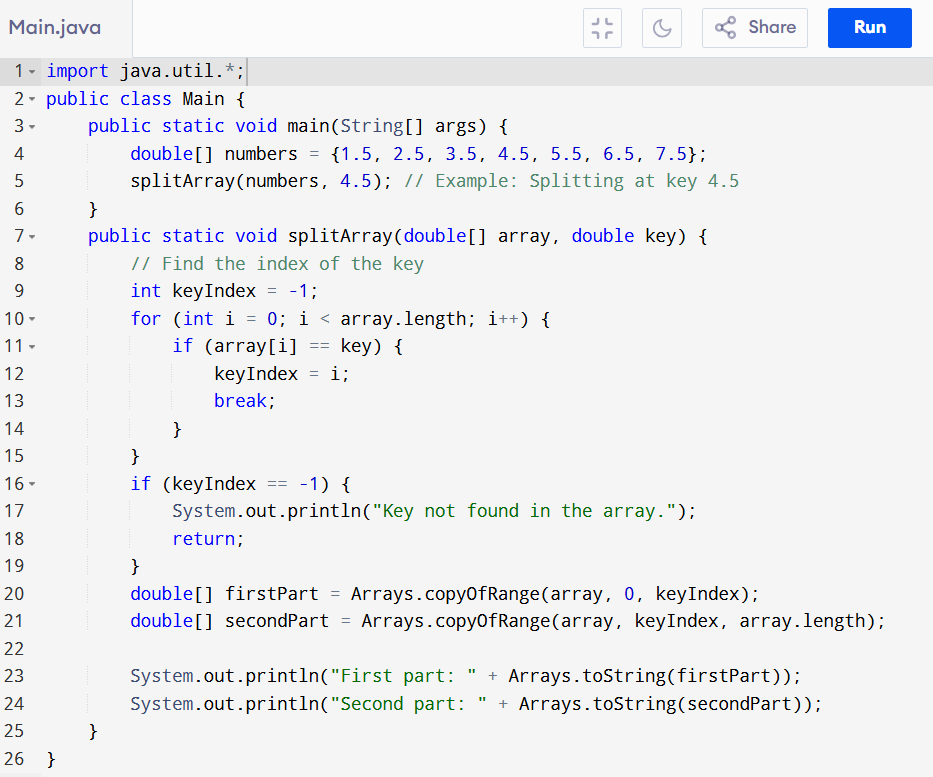 Main.java
Share
Run
1 import java.util.*;
2 public class Main {
3     public static void main(String[] args) {
4         double[] numbers = {1.5, 2.5, 3.5, 4.5, 5.5, 6.5, 7.5};
5         splitArray(numbers, 4.5); // Example: Splitting at key 4.5
6     }
7     public static void splitArray(double[] array, double key) {
8         // Find the index of the key
9         int keyIndex = -1;
10         for (int i = 0; i < array.length; i++) {
11             if (array[i] == key) {
12                 keyIndex = i;
13                 break;
14             }
15         }
16         if (keyIndex == -1) {
17             System.out.println("Key not found in the array.");
18             return;
19         }
20         double[] firstPart = Arrays.copyOfRange(array, 0, keyIndex);
21         double[] secondPart = Arrays.copyOfRange(array, keyIndex, array.length);
22
23         System.out.println("First part: " + Arrays.toString(firstPart));
24         System.out.println("Second part: " + Arrays.toString(secondPart));
25     }
26 }